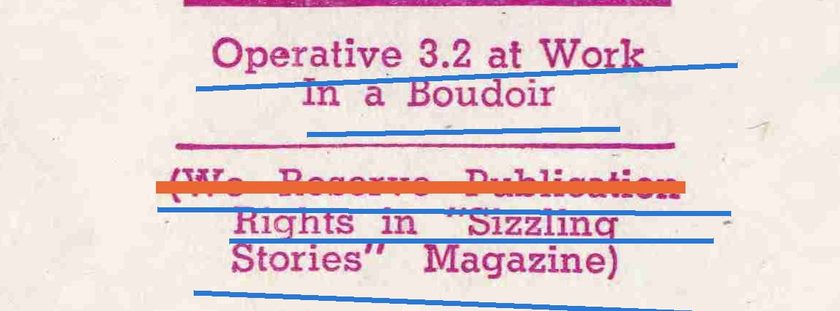 Operative 3.2 at Work
In a Boudoir
(We Reserve Publication
Rights in "Sizzling
Stories" Magazine)